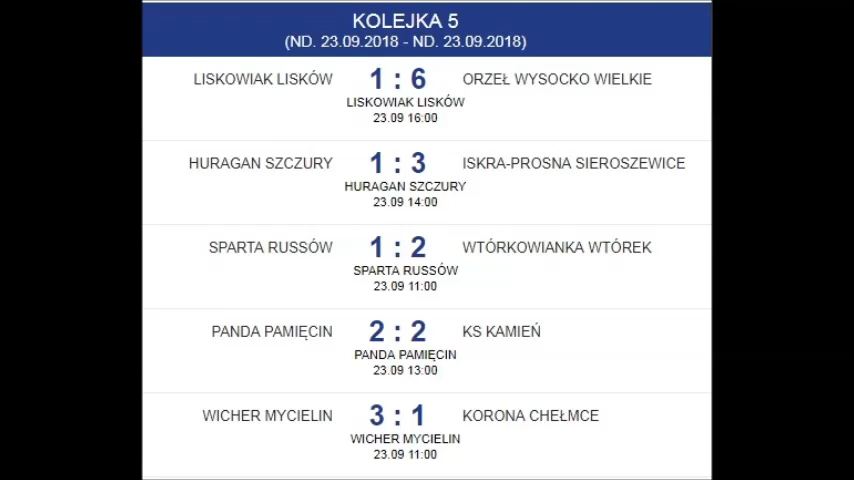 KOLEJKA 5
(ND. 23.09.2018 - ND. 23.09.2018)
LISKOWIAK LISKÓW 1 : 6 ORZEŁ WYSOCKO WIELKIE
LISKOWIAK LISKÓW
23.09 16:00
HURAGAN SZCZURY 1 : 3 ISKRA-PROSNA SIEROSZEWICE
HURAGAN SZCZURY
23.09 14:00
SPARTA RUSSÓW 1 : 2 WTÓRKOWIANKA WTÓREK
SPARTA RUSSÓW
23.09 11:00
PANDA PAMIĘCIN 2 : 2 KS KAMIEŃ
PANDA PAMIĘCIN
23.09 13:00
WICHER MYCIELIN 3 : 1 KORONA CHEŁMCE
WICHER MYCIELIN
23.09 11:00